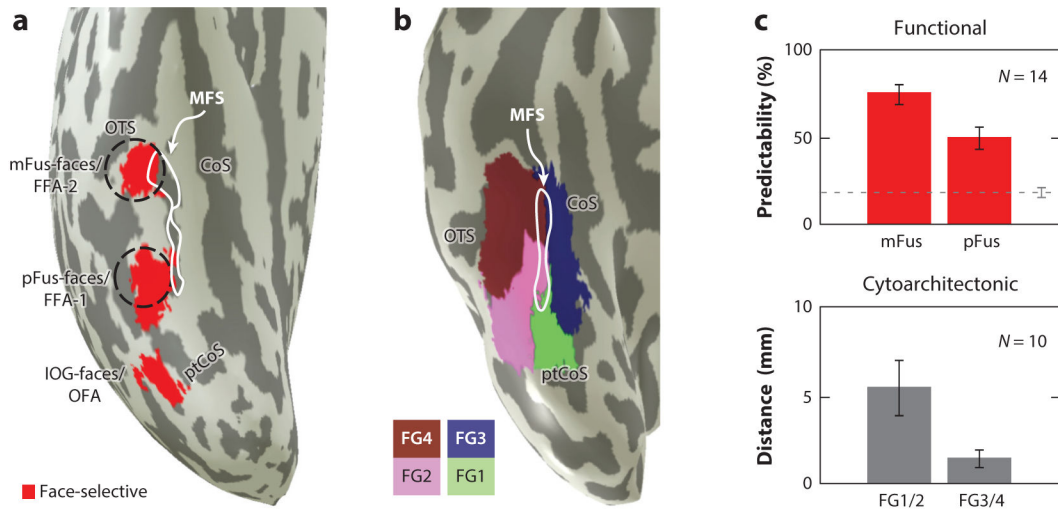 a
MFS
OTS
mFus-faces/
FFA-2
CoS
pFus-faces/
FFA-1
IOG-faces/
OFA
ptCoS
Face-selective
b
MFS
CoS
OTS
ptCoS
FG4
FG3
FG2
FG1
c
Functional
100
N = 14
50
0
Predictability (%)
mFus
pFus
Cytoarchitectonic
10
N = 10
5
0
Distance (mm)
FG1/2
FG3/4